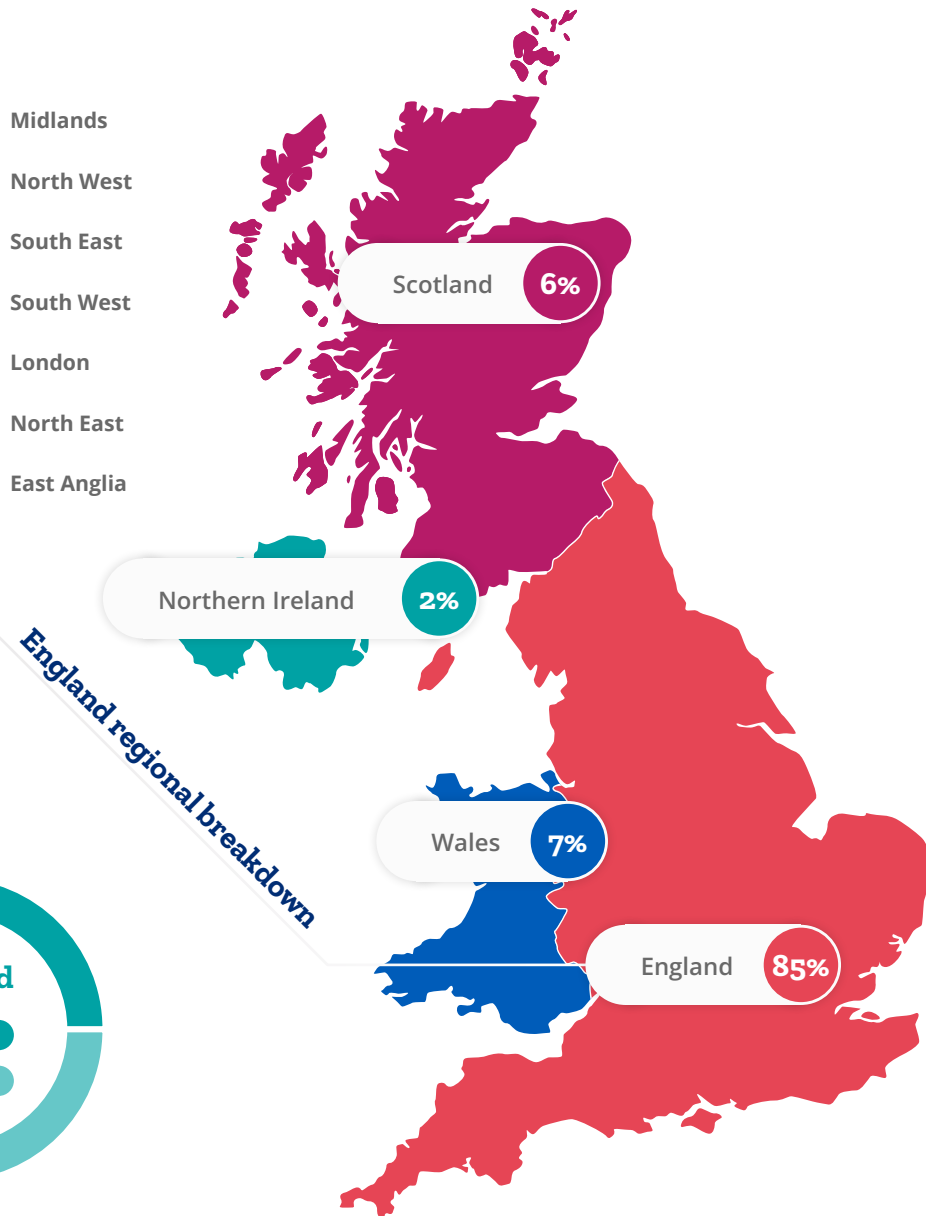 Midlands
North West
South East
South West
London
North East
East Anglia
Scotland 6%
Northern Ireland 2%
England regional breakdown
Wales 7%
England 85%